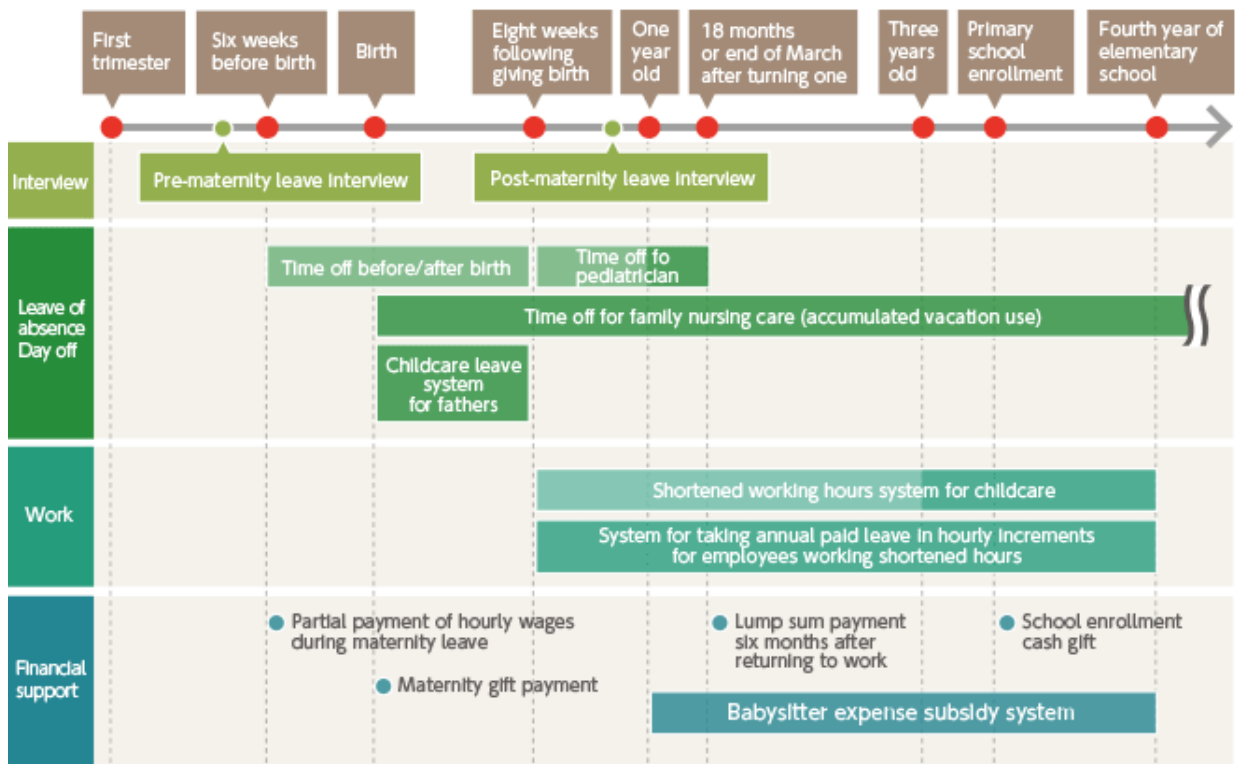 First
trimester
Six weeks
before birth
Birth
Eight weeks
following
giving birth
One
year
old
18 months
or end of March
after turning one
Three
years
old
Primary
school
enrollment
Fourth year of
elementary
school
Interview
Pre-maternity leave interview
Post-maternity leave interview
Leave of
absence
Day off
Time off before/after birth
Time off fo
pediatrician
Time off for family nursing care (accumulated vacation use)
Childcare leave
system
for fathers
Work
Shortened working hours system for childcare
System for taking annual paid leave in hourly increments
for employees working shortened hours
Financial
support
Partial payment of hourly wages
during maternity leave
Maternity gift payment
Lump sum payment
six months after
returning to work
School enrollment
cash gift
Babysitter expense subsidy system